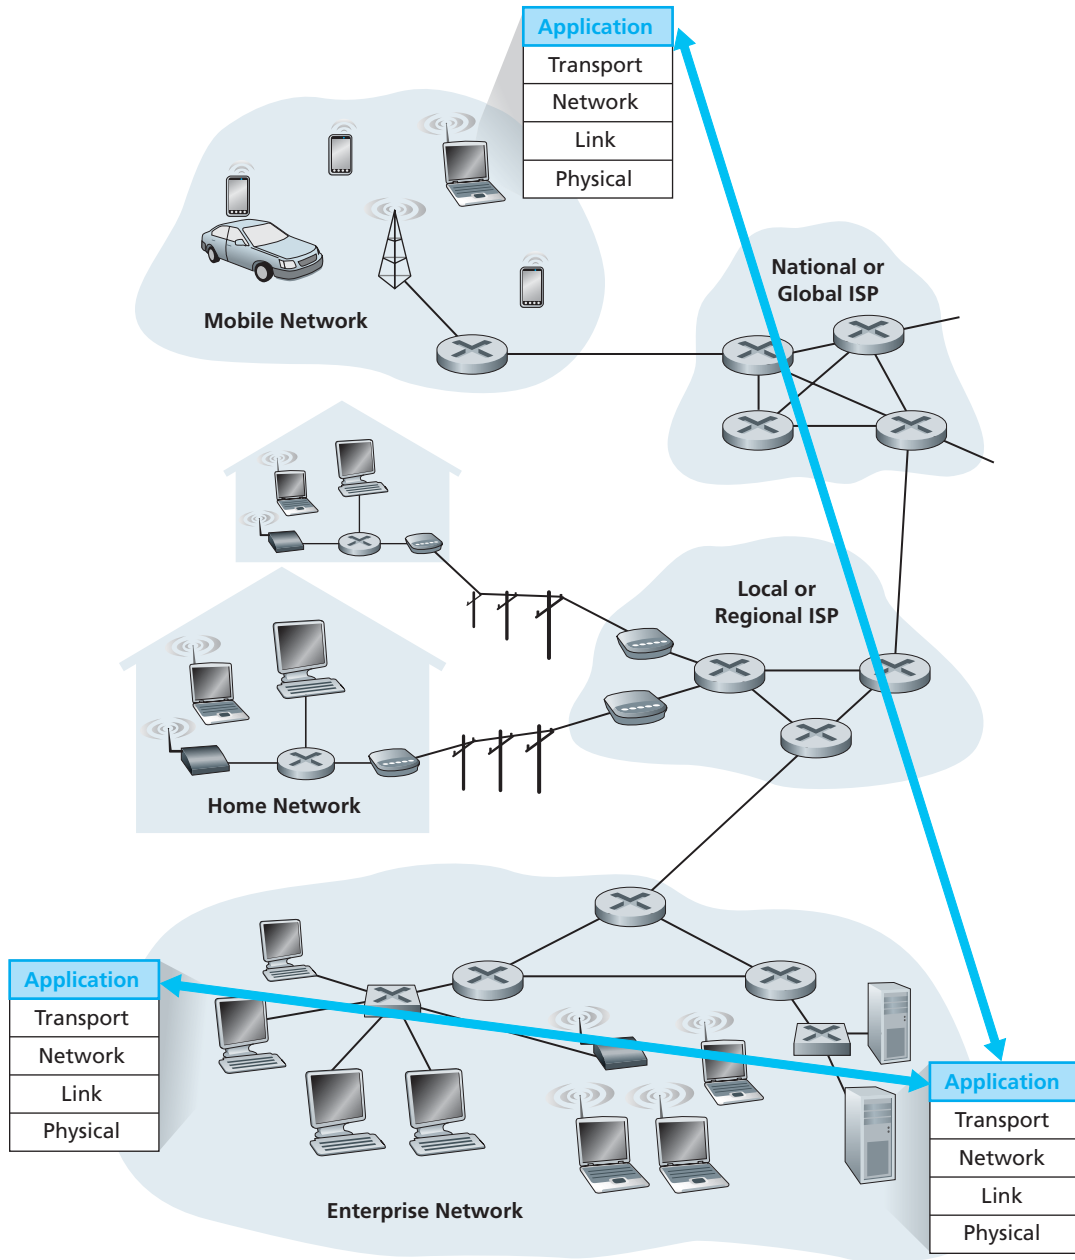 Application
Transport
Network
Link
Physical
National or
Global ISP
Mobile Network
Local or
Regional ISP
Home Network
Application
Transport
Network
Link
Physical
Application
Transport
Network
Link
Physical
Enterprise Network